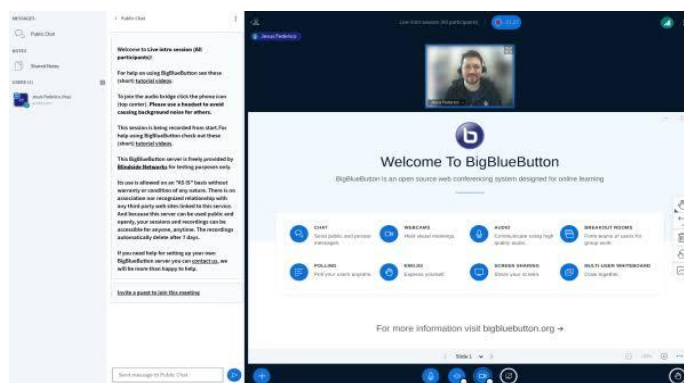 MESSAGES
Public Chat
NOTES
Shared Notes
USERS (1)
Jesus Federico (You)
Public Chat
Welcome to Live intro session (All
participants)!
For help on using BigBlueButton see these
(short) tutorial videos.
To join the audio bridge click the phone icon
(top center). Please use a headset to avoid
causing background noise for others.
This session is being recorded from start. For
help using BigBlueButton check out these
(short) tutorial videos.
This BigBlueButton server is freely provided by
Blindside Networks for testing purposes only.
Its use is allowed on an "AS IS" basis without
warranty or condition of any nature. There is no
association nor recognized relationship with
any third party web sites linked to this service.
And because this server can be used public and
openly, your sessions and recordings can be
accessible for anyone, anytime. The recordings
automatically delete after 7 days.
If you need help for setting up your own
BigBlueButton server you can contact us, we
will be more than happy to help.
Invite a guest to join this meeting
Send message to Public Chat
Live intro session (All participants)
Jesus Federico
Jesus Federico
b
Welcome To BigBlueButton
BigBlueButton is an open source web conferencing system designed for online learning
CHAT
Send public and private
messages.
WEBCAMS
Hold visual meetings.
AUDIO
Communicate using high
quality audio.
BREAKOUT ROOMS
Form teams of users for
group work.
POLLING
Poll your users anytime.
EMOJIS
Express yourself.
SCREEN SHARING
Share your screen.
MULTI-USER WHITEBOARD
Draw together.
For more information visit bigbluebutton.org →
Slide 1